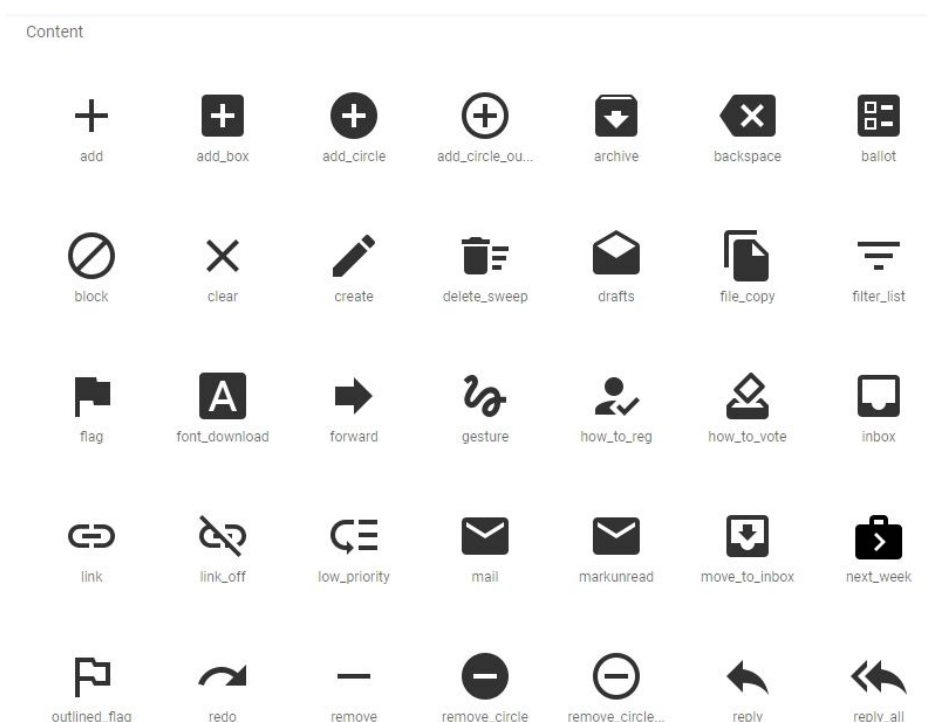 Content
add add_box add_circle add_circle_ou... archive backspace ballot
block clear create delete_sweep drafts file_copy filter_list
A
flag font_download forward gesture how_to_reg how_to_vote inbox
link link_off low_priority mail markunread move_to_inbox next_week
outlined_flag redo remove remove_circle remove_circle... reply reply_all